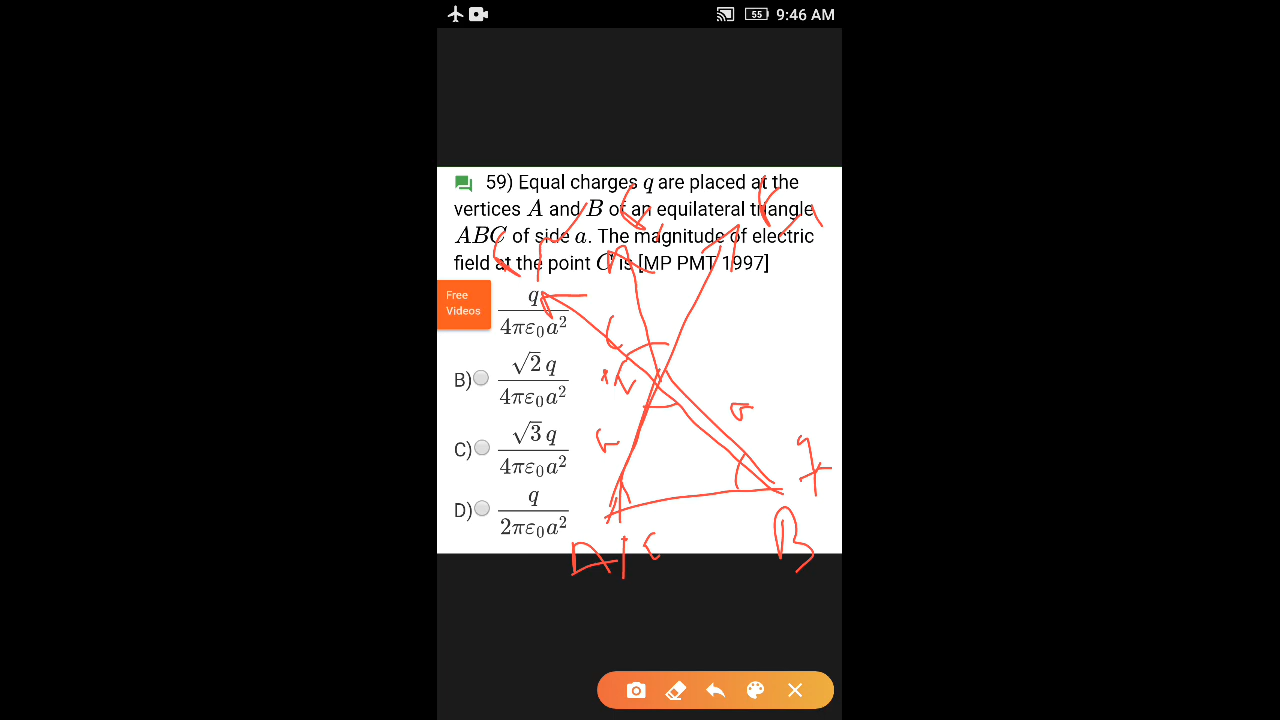 55 9:46 AM
59) Equal charges q are placed at the
vertices A and B of an equilateral triangle
ABC of side a. The magnitude of electric
field at the point C is [MP PMT 1997]
Free
Videos
q
4πε₀a²
B) √2 q
4πε₀a²
C) √3 q
4πε₀a²
D) q
2πε₀a²
a
B